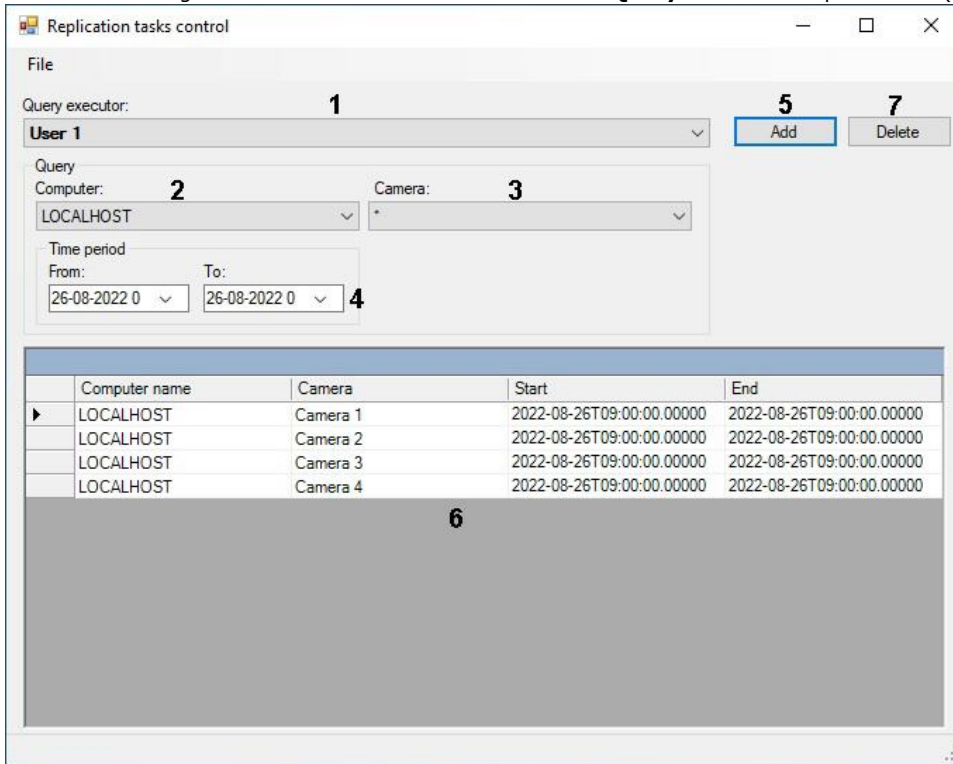 Replication tasks control
File
Query executor: 1 5 7
User 1 Add Delete
Query
Computer: 2 Camera: 3
LOCALHOST *
Time period
From: To:
26-08-2022 0 26-08-2022 0 4
Computer name Camera Start End
LOCALHOST Camera 1 2022-08-26T09:00:00.00000 2022-08-26T09:00:00.00000
LOCALHOST Camera 2 2022-08-26T09:00:00.00000 2022-08-26T09:00:00.00000
LOCALHOST Camera 3 2022-08-26T09:00:00.00000 2022-08-26T09:00:00.00000
LOCALHOST Camera 4 2022-08-26T09:00:00.00000 2022-08-26T09:00:00.00000
6